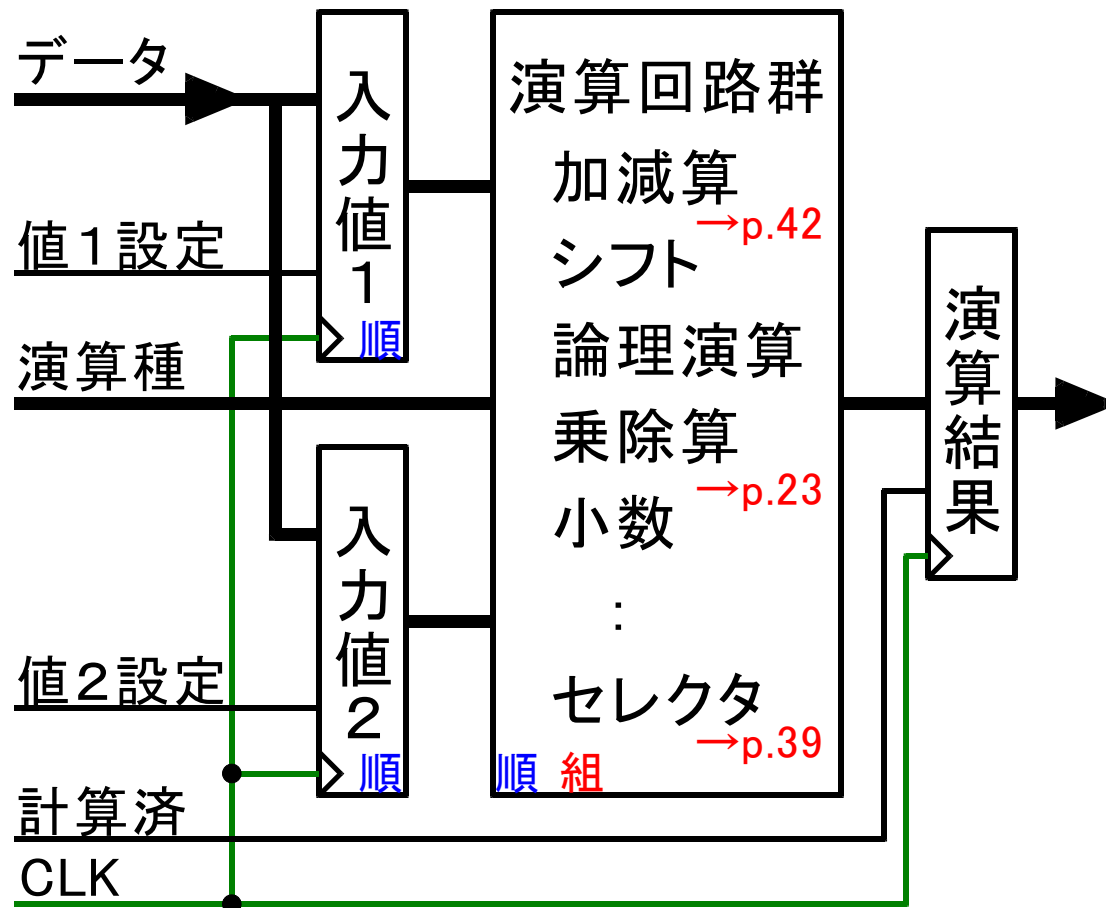 データ
値１設定
演算種
値２設定
計算済
CLK
入力値1
順
入力値２
順
演算回路群
加減算
→p.42
シフト
論理演算
乗除算
→p.23
小数
：
セレクタ
→p.39
順 組
演算結果